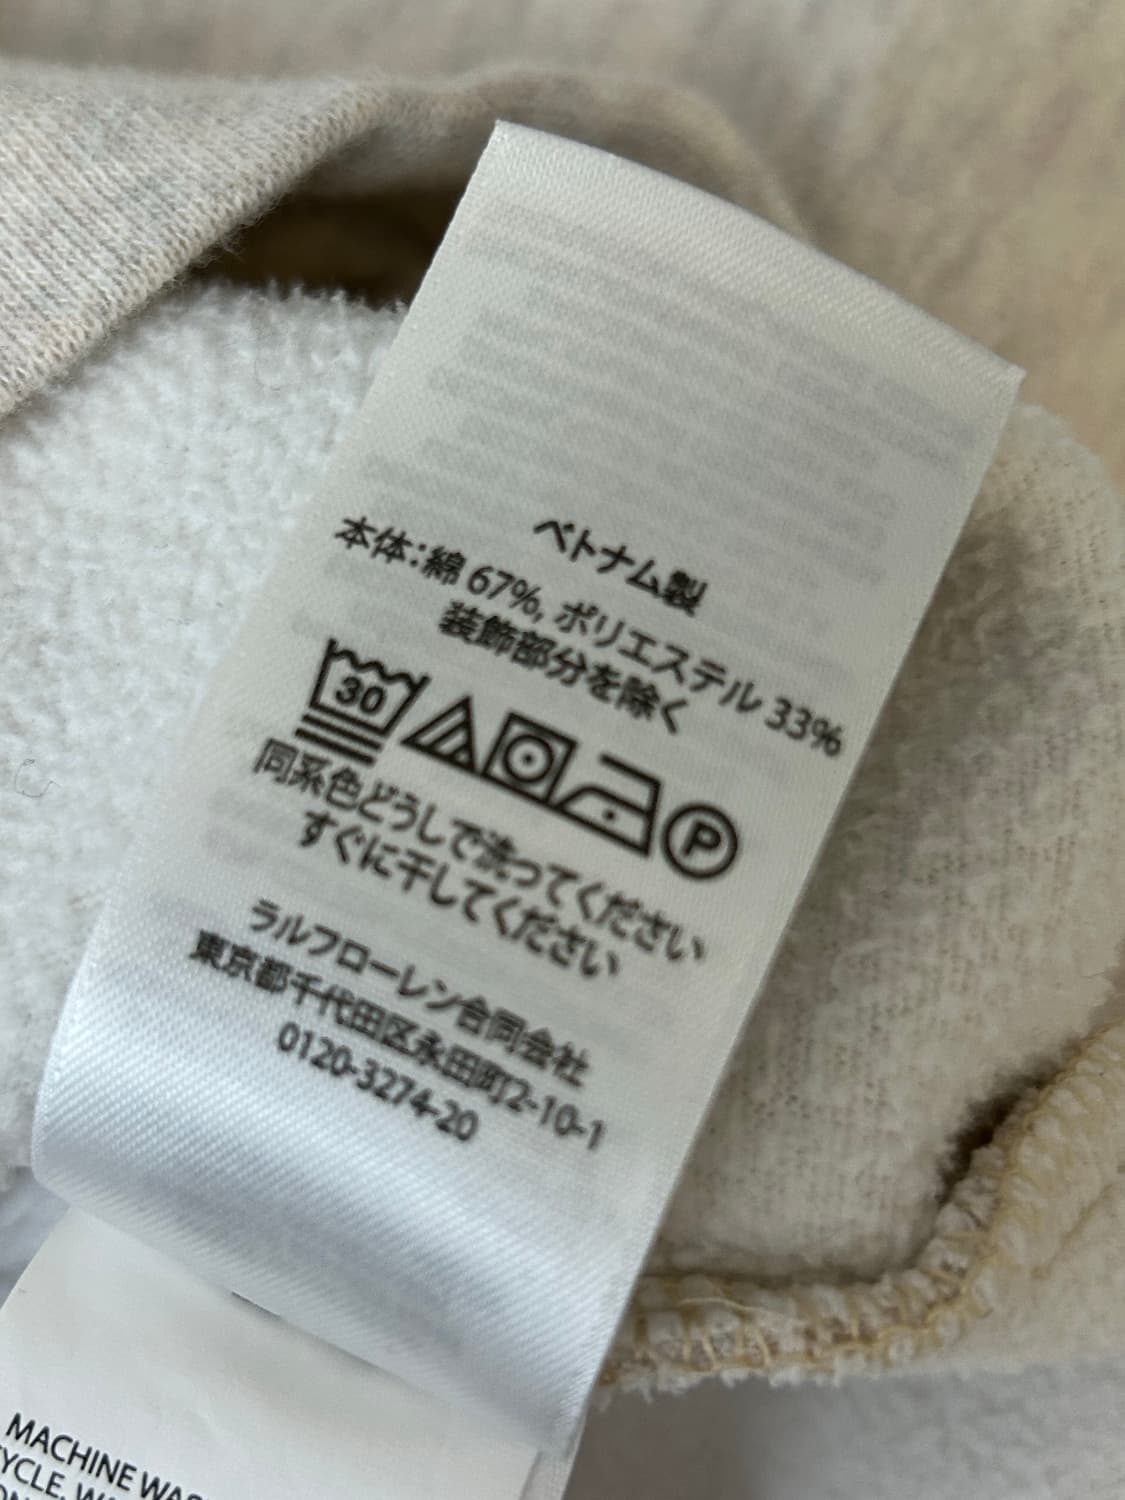 ベトナム製
本体：綿 67%, ポリエステル 33%
装飾部分を除く
30
P
同系色どうしで洗ってください
すぐに干してください
ラルフローレン合同会社
東京都千代田区永田町2-10-1
0120-3274-20
MACHINE WAS
YCLE. W